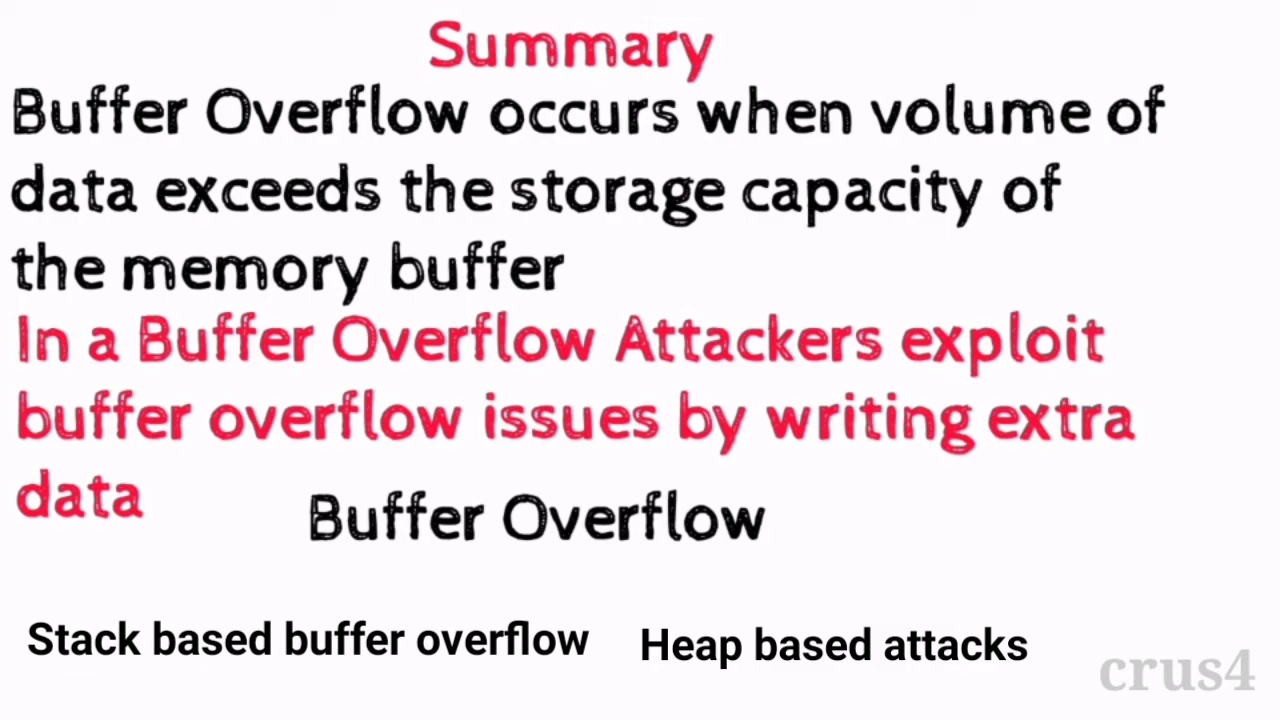 Summary
Buffer Overflow occurs when volume of
data exceeds the storage capacity of
the memory buffer
In a Buffer Overflow Attackers exploit
buffer overflow issues by writing extra
data
Buffer Overflow
Stack based buffer overflow
Heap based attacks
crus4